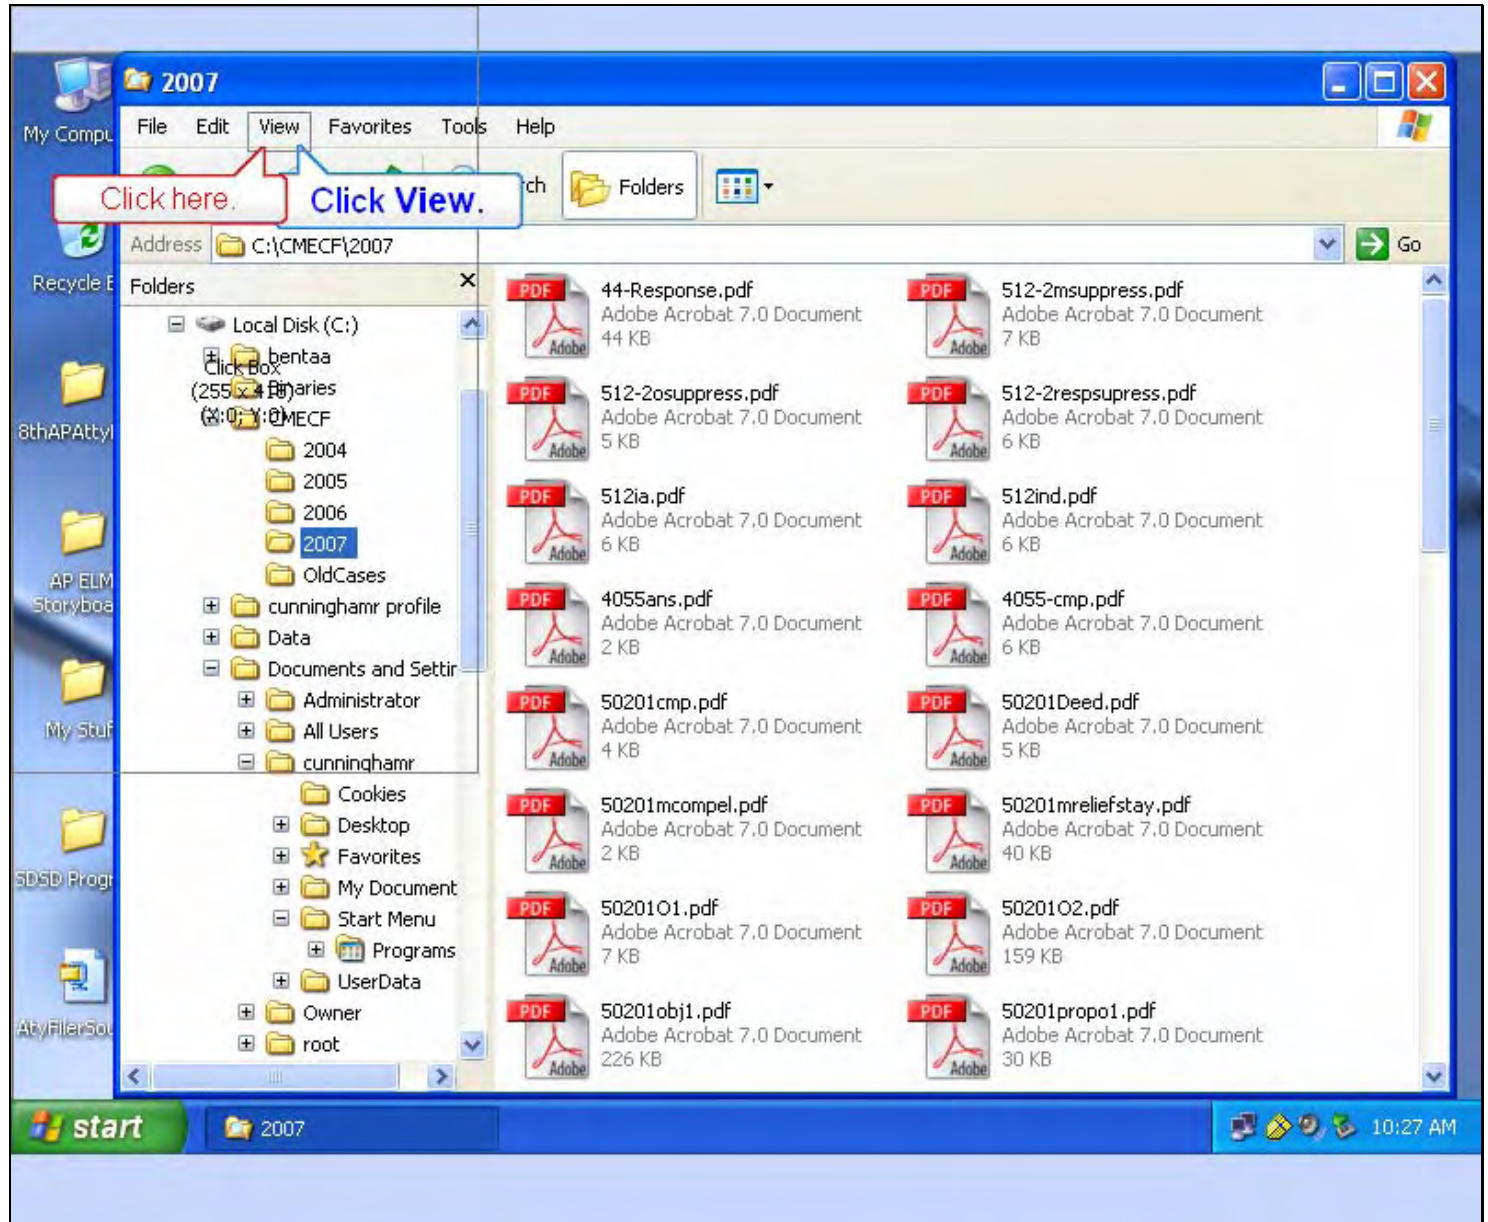 2007
My Compu
File Edit View Favorites Tools Help
Click here.
Click View.
rch
Folders
Address C:\CMECF\2007
Go
Recycle B
Folders
Local Disk (C:)
bentaa
Click Box
(255 x 416)
Binaries
(X:0; Y:0)
CMECF
8thAPAttyl
2004
2005
2006
2007
OldCases
AP ELM
Storyboa
cunninghamr profile
Data
Documents and Settir
Administrator
My Stuf
All Users
cunninghamr
Cookies
Desktop
Favorites
SDSD Progr
My Document
Start Menu
Programs
UserData
Owner
AtyFilerSou
root
44-Response.pdf
Adobe Acrobat 7.0 Document
44 KB
512-2msuppress.pdf
Adobe Acrobat 7.0 Document
7 KB
512-2osuppress.pdf
Adobe Acrobat 7.0 Document
5 KB
512-2respsupress.pdf
Adobe Acrobat 7.0 Document
6 KB
512ia.pdf
Adobe Acrobat 7.0 Document
6 KB
512ind.pdf
Adobe Acrobat 7.0 Document
6 KB
4055ans.pdf
Adobe Acrobat 7.0 Document
2 KB
4055-cmp.pdf
Adobe Acrobat 7.0 Document
6 KB
50201cmp.pdf
Adobe Acrobat 7.0 Document
4 KB
50201Deed.pdf
Adobe Acrobat 7.0 Document
5 KB
50201mcompel.pdf
Adobe Acrobat 7.0 Document
2 KB
50201mreliefstay.pdf
Adobe Acrobat 7.0 Document
40 KB
50201O1.pdf
Adobe Acrobat 7.0 Document
7 KB
50201O2.pdf
Adobe Acrobat 7.0 Document
159 KB
50201obj1.pdf
Adobe Acrobat 7.0 Document
226 KB
50201propo1.pdf
Adobe Acrobat 7.0 Document
30 KB
start
2007
10:27 AM